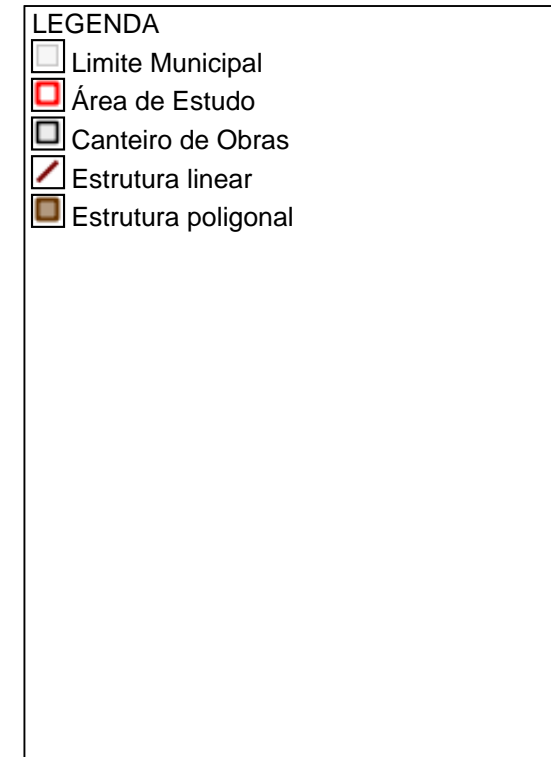 LEGENDA
Limite Municipal
Área de Estudo
Canteiro de Obras
Estrutura linear
Estrutura poligonal